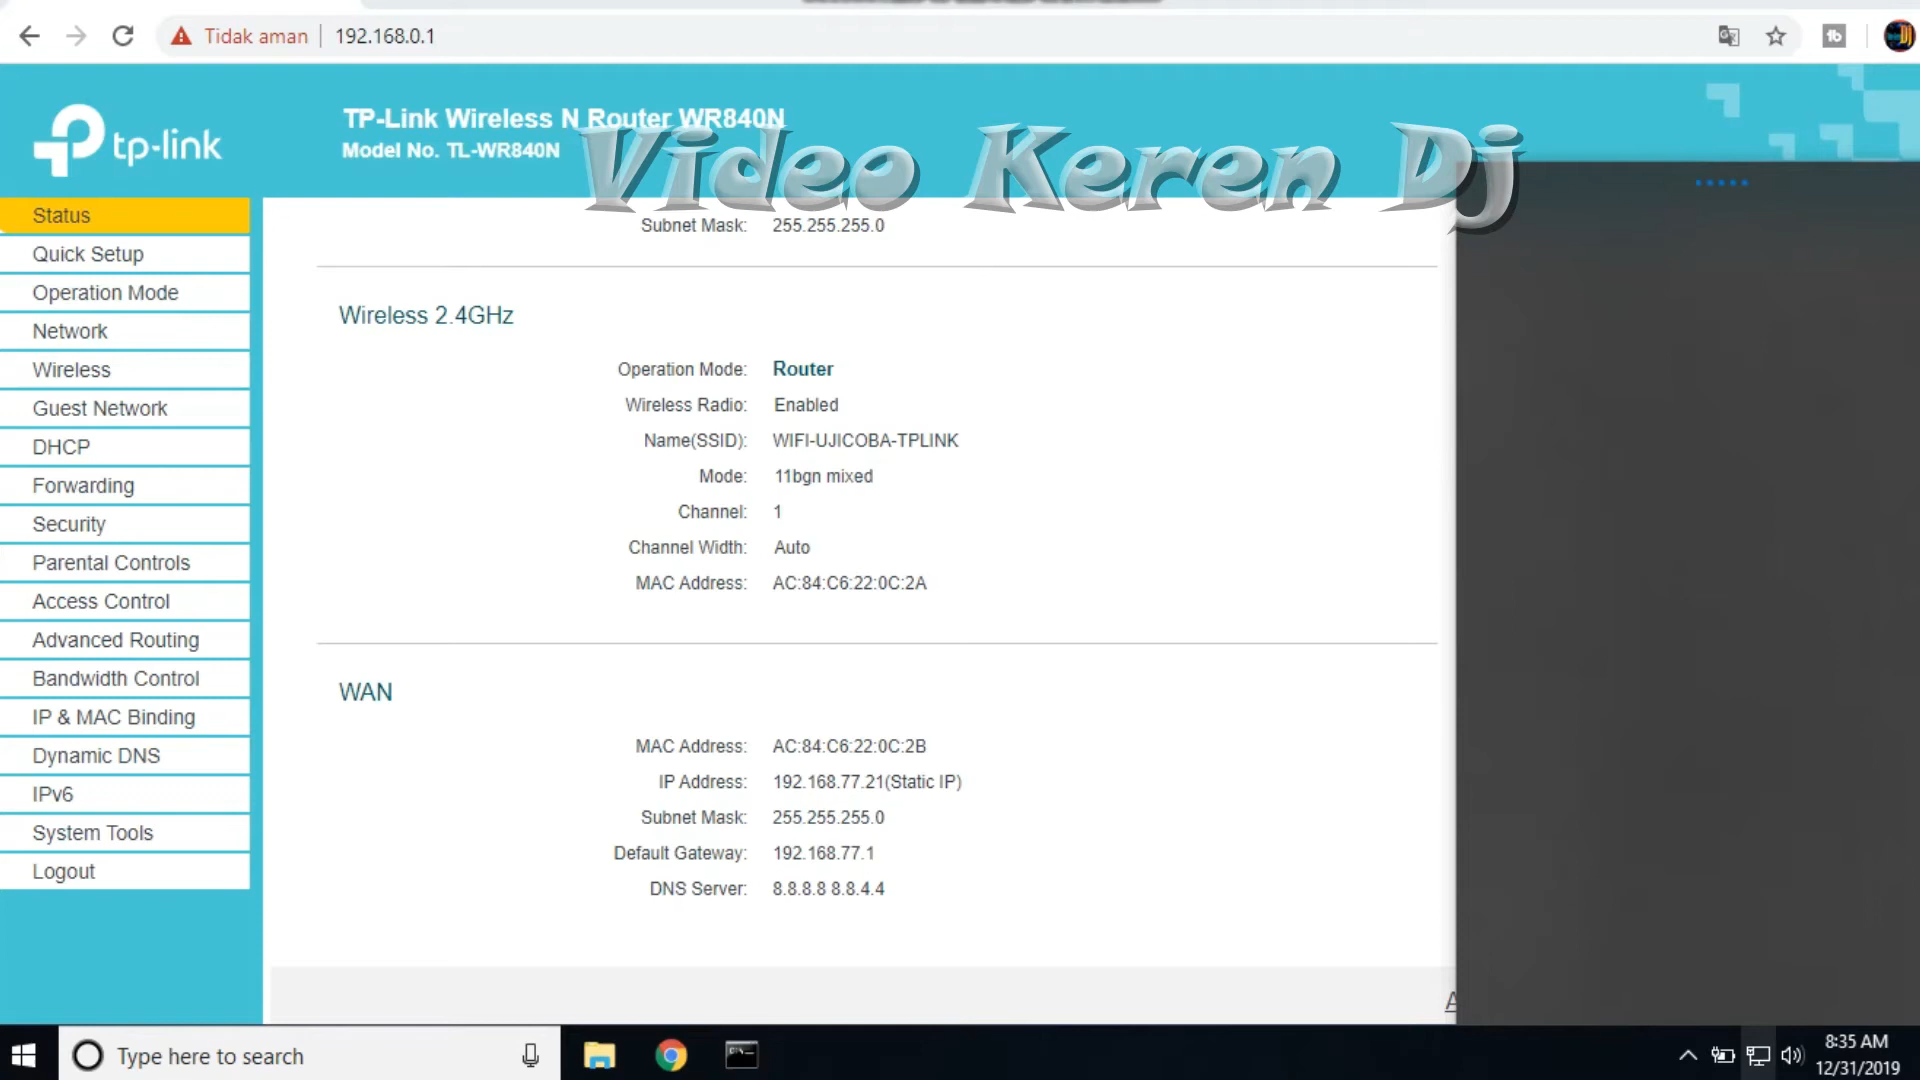 Tidak aman
192.168.0.1
tp-link
TP-Link Wireless N Router WR840N
Model No. TL-WR840N
Video Keren Dj
Status
Quick Setup
Operation Mode
Network
Wireless
Guest Network
DHCP
Forwarding
Security
Parental Controls
Access Control
Advanced Routing
Bandwidth Control
IP & MAC Binding
Dynamic DNS
IPv6
System Tools
Logout
Subnet Mask: 255.255.255.0
Wireless 2.4GHz
Operation Mode: Router
Wireless Radio: Enabled
Name(SSID): WIFI-UJICOBA-TPLINK
Mode: 11bgn mixed
Channel: 1
Channel Width: Auto
MAC Address: AC:84:C6:22:0C:2A
WAN
MAC Address: AC:84:C6:22:0C:2B
IP Address: 192.168.77.21(Static IP)
Subnet Mask: 255.255.255.0
Default Gateway: 192.168.77.1
DNS Server: 8.8.8.8 8.8.4.4
Type here to search
8:35 AM
12/31/2019